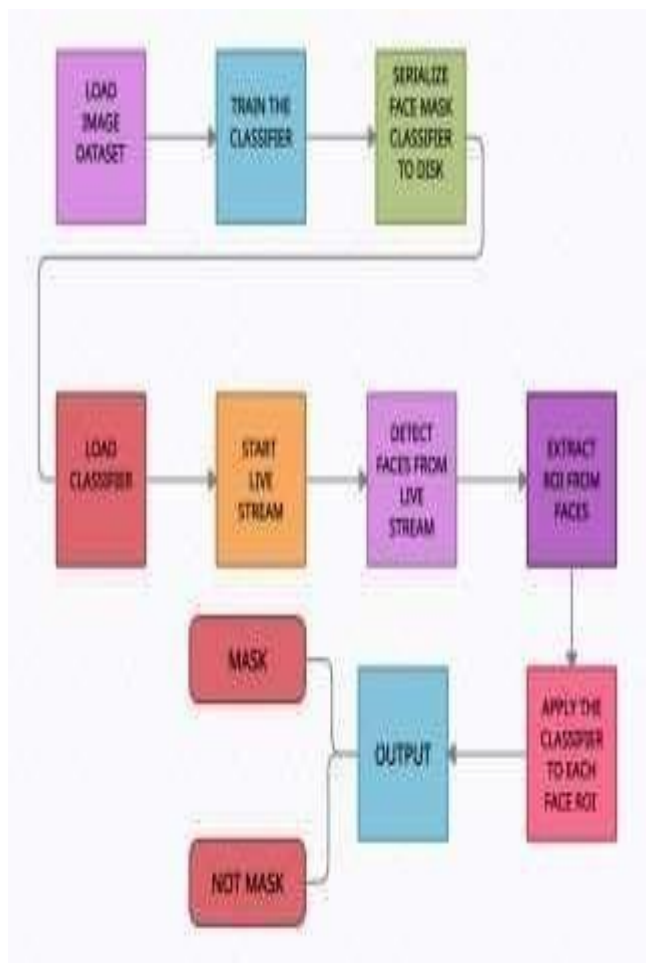 LOAD
IMAGE
DATASET
TRAIN THE
CLASSIFIER
SERIALIZE
FACE MASK
CLASSIFIER
TO DISK
LOAD
CLASSIFIER
START
LIVE
STREAM
DETECT
FACES FROM
LIVE
STREAM
EXTRACT
ROI FROM
FACES
APPLY THE
CLASSIFIER
TO EACH
FACE ROI
OUTPUT
MASK
NOT MASK